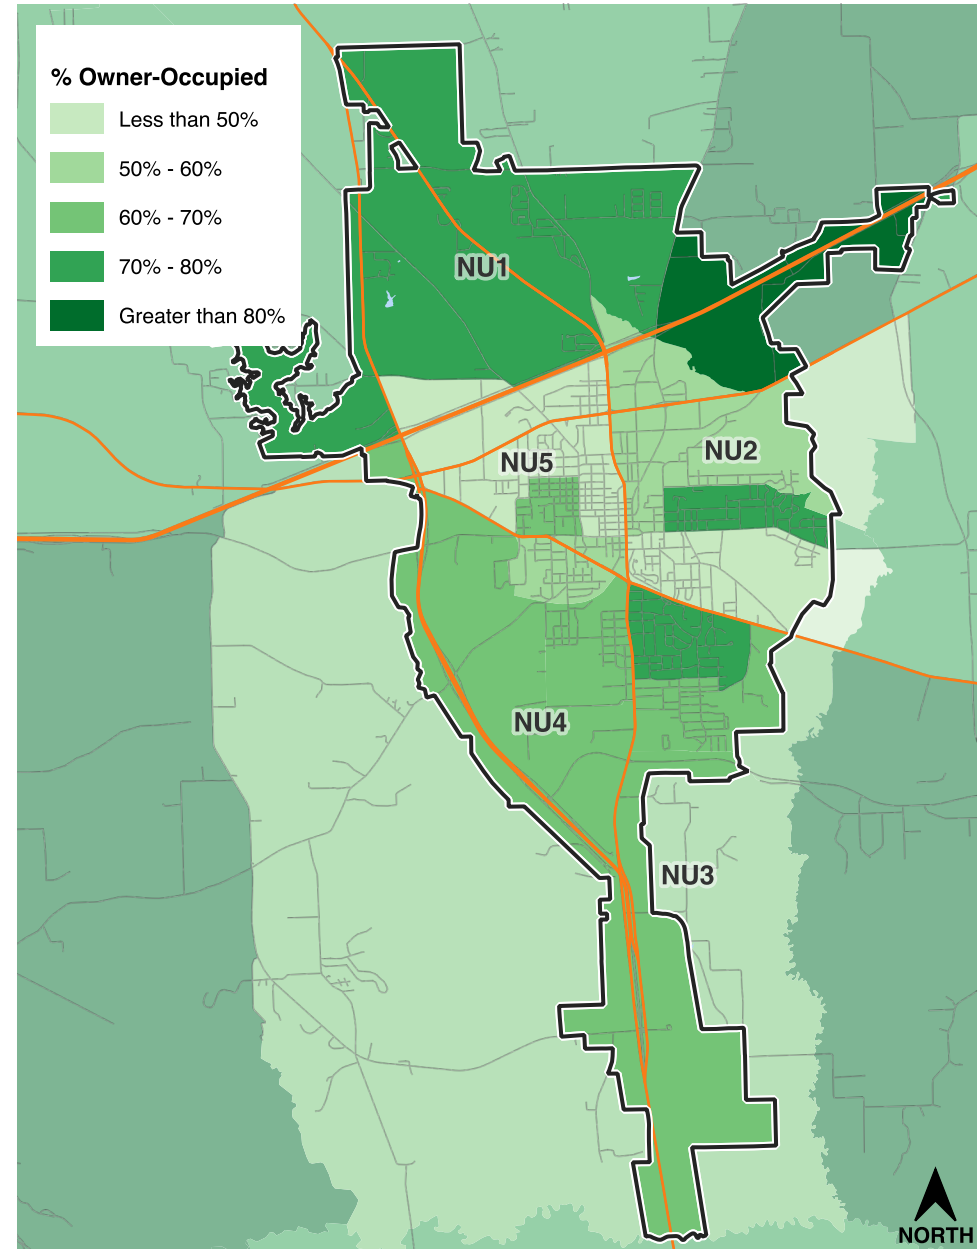 % Owner-Occupied
Less than 50%
50% - 60%
60% - 70%
70% - 80%
Greater than 80%
NU1
NU2
NU5
NU4
NU3
NORTH